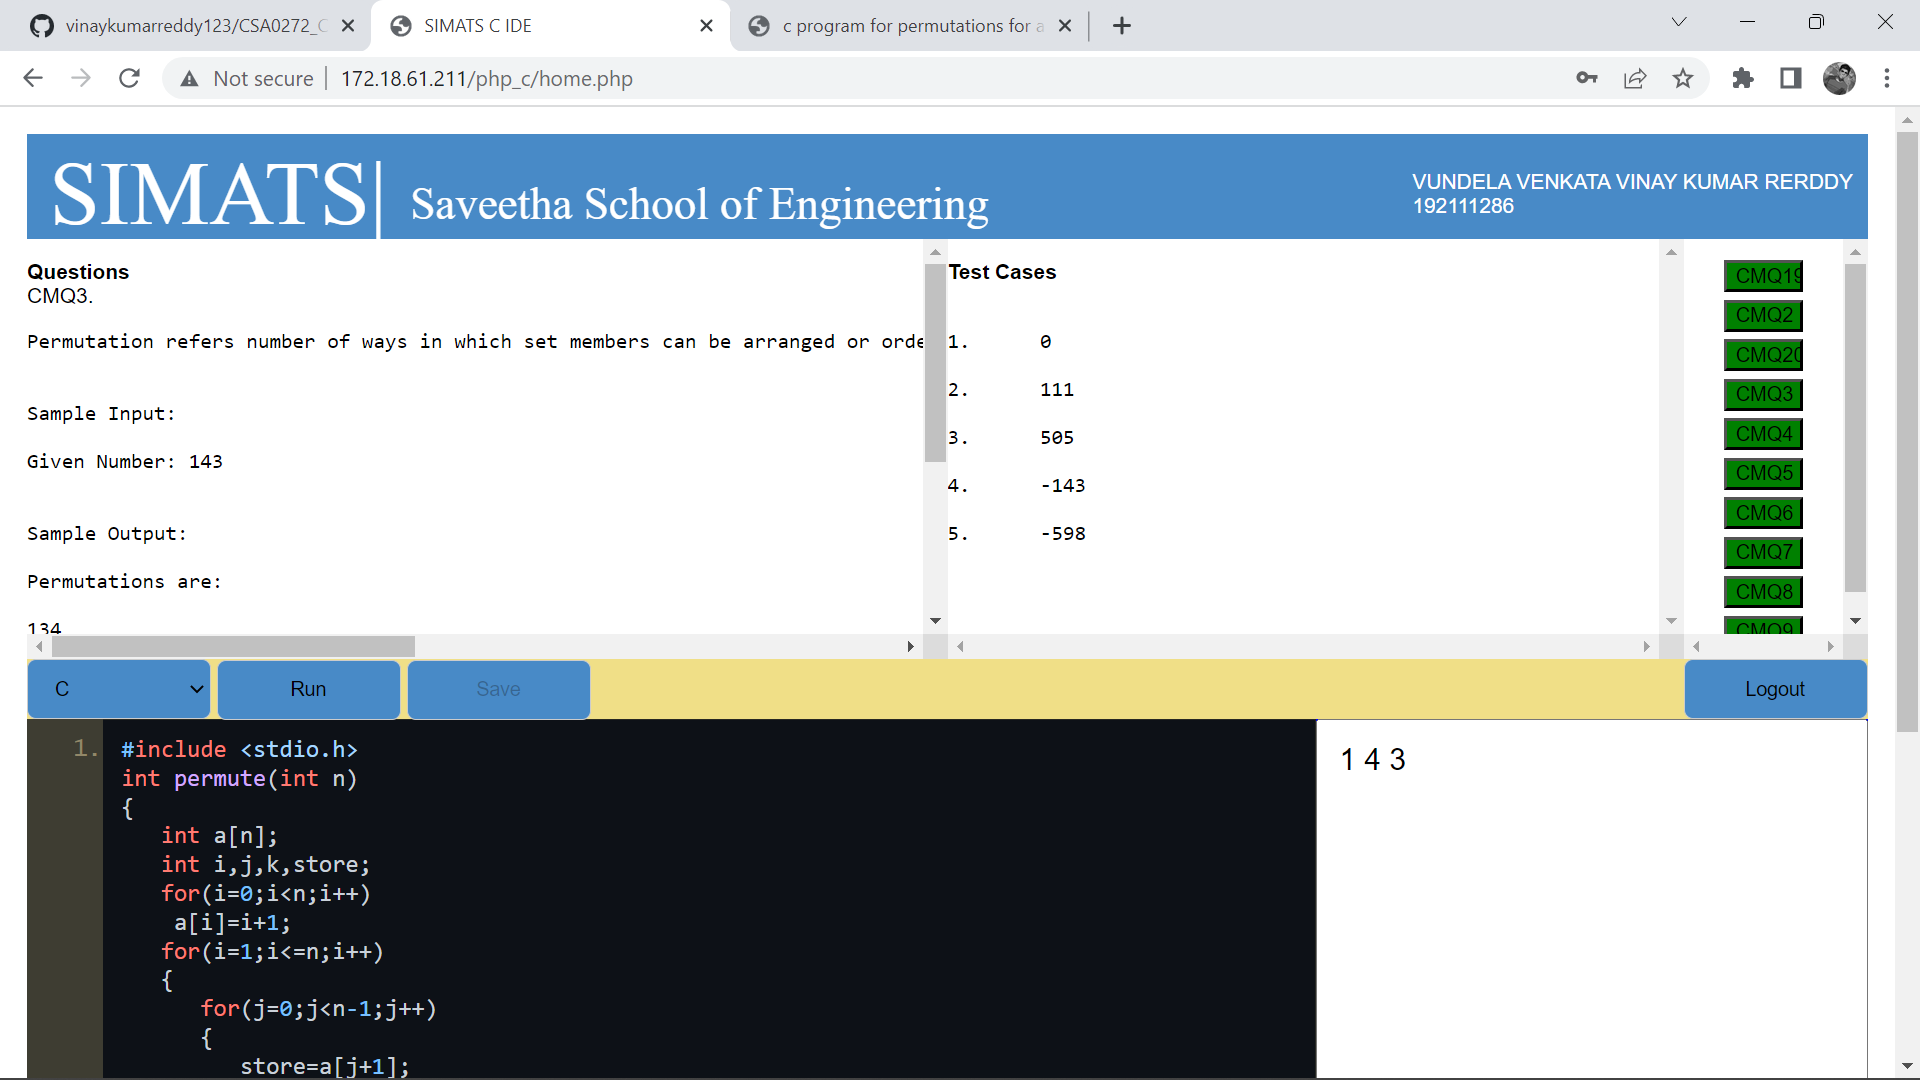 vinaykumarreddy123/CSA0272_C
SIMATS C IDE
c program for permutations for a
Not secure
172.18.61.211/php_c/home.php
SIMATS|
Saveetha School of Engineering
VUNDELA VENKATA VINAY KUMAR RERDDY
192111286
Questions
CMQ3.
Permutation refers number of ways in which set members can be arranged or orde
Sample Input:
Given Number: 143
Sample Output:
Permutations are:
134
Test Cases
1. 0
2. 111
3. 505
4. -143
5. -598
CMQ19
CMQ2
CMQ20
CMQ3
CMQ4
CMQ5
CMQ6
CMQ7
CMQ8
CMQ9
C
Run
Save
Logout
1.
#include <stdio.h>
int permute(int n)
{
int a[n];
int i,j,k,store;
for(i=0;i<n;i++)
a[i]=i+1;
for(i=1;i<=n;i++)
{
for(j=0;j<n-1;j++)
{
store=a[j+1];
1 4 3